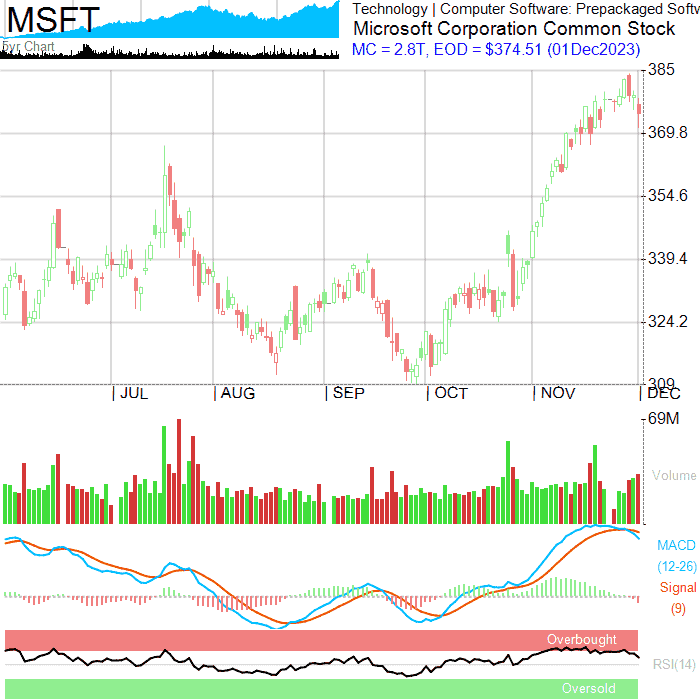 MSFT
5yr Chart
Technology | Computer Software: Prepackaged Softw
Microsoft Corporation Common Stock
MC = 2.8T, EOD = $374.51 (01Dec2023)
385
369.8
354.6
339.4
324.2
309
| JUL
| AUG
| SEP
| OCT
| NOV
| DEC
69M
Volume
MACD
(12-26)
Signal
(9)
Overbought
RSI(14)
Oversold